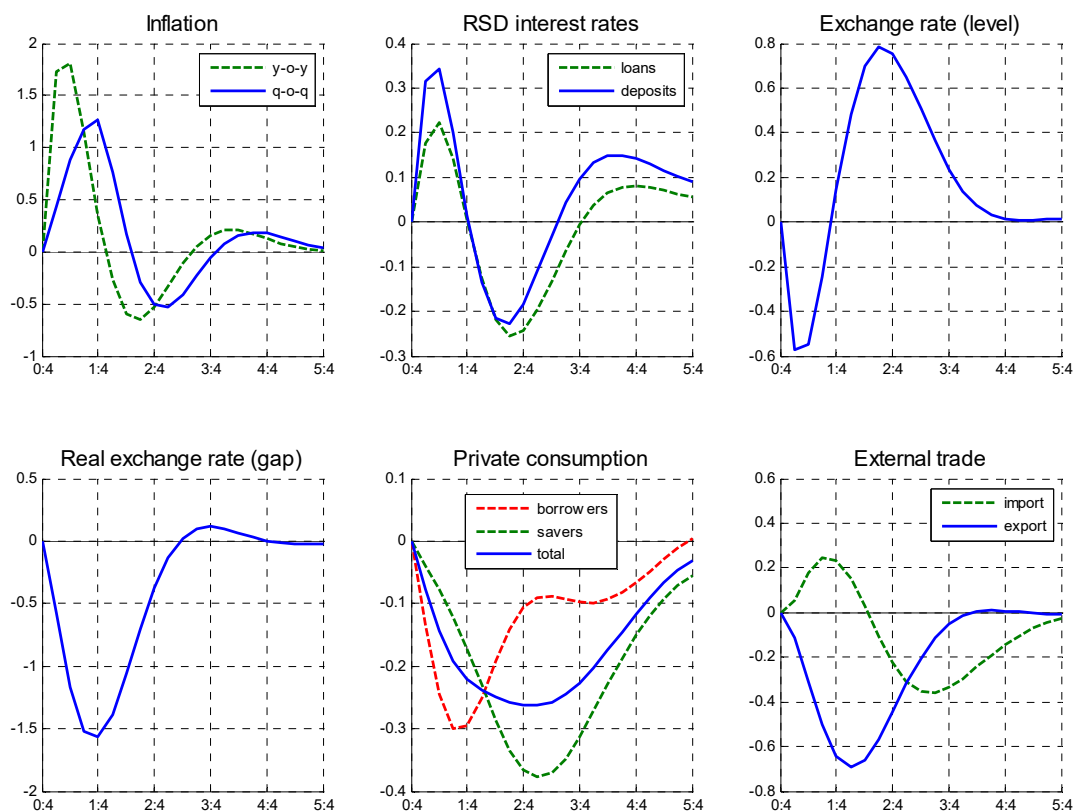 Inflation
2
1.5
1
0.5
0
-0.5
-1
0:4 1:4 2:4 3:4 4:4 5:4
y-o-y
q-o-q
RSD interest rates
0.4
0.3
0.2
0.1
0
-0.1
-0.2
-0.3
0:4 1:4 2:4 3:4 4:4 5:4
loans
deposits
Exchange rate (level)
0.8
0.6
0.4
0.2
0
-0.2
-0.4
-0.6
0:4 1:4 2:4 3:4 4:4 5:4
Real exchange rate (gap)
0.5
0
-0.5
-1
-1.5
-2
0:4 1:4 2:4 3:4 4:4 5:4
Private consumption
0.1
0
-0.1
-0.2
-0.3
-0.4
0:4 1:4 2:4 3:4 4:4 5:4
borrowers
savers
total
External trade
0.6
0.4
0.2
0
-0.2
-0.4
-0.6
-0.8
0:4 1:4 2:4 3:4 4:4 5:4
import
export